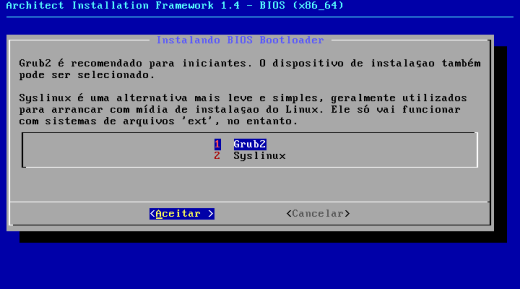 Architect Installation Framework 1.4 - BIOS (x86_64)
Instalando BIOS Bootloader
Grub2 é recomendado para iniciantes. O dispositivo de instalaçao também
pode ser selecionado.
Syslinux é uma alternativa mais leve e simples, geralmente utilizados
para arrancar com mídia de instalaçao do Linux. Ele só vai funcionar
com sistemas de arquivos 'ext', no entanto.
1 Grub2
2 Syslinux
<Aceitar > <Cancelar>